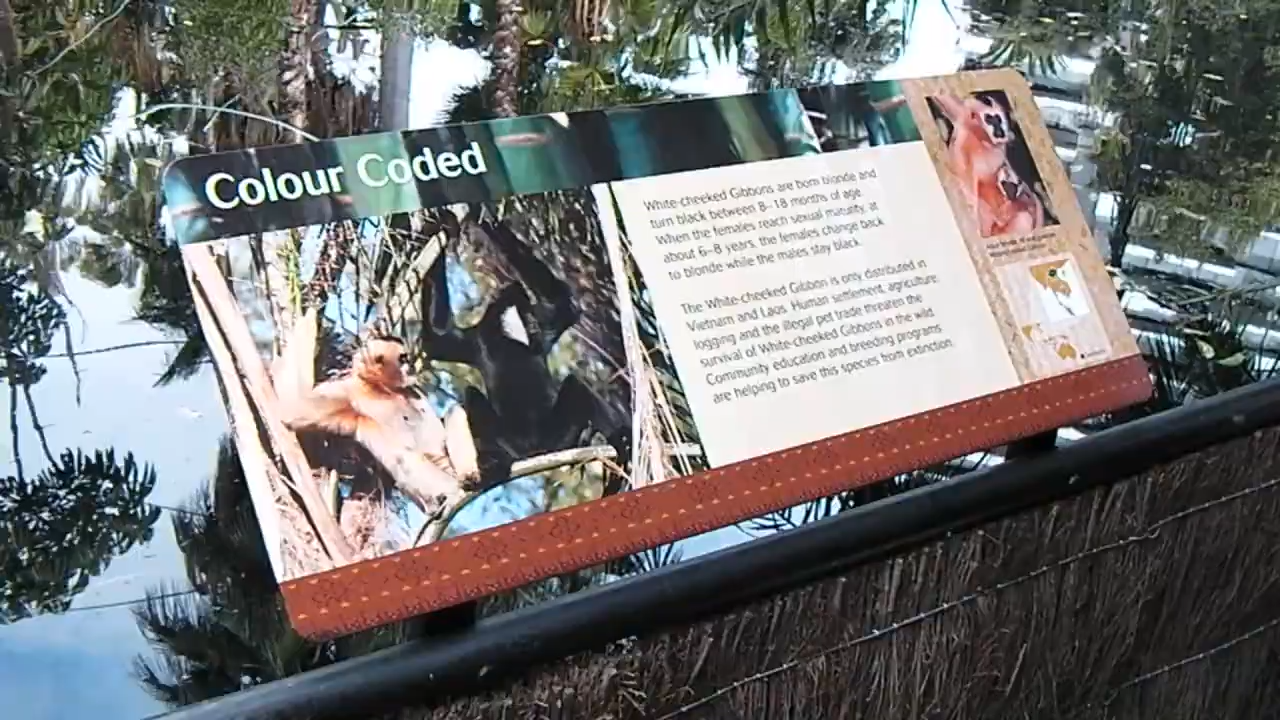 Colour Coded
White-cheeked Gibbons are born blonde and
turn black between 8-18 months of age.
When the females reach sexual maturity, at
about 6-8 years, the females change back
to blonde while the males stay black.
The White-cheeked Gibbon is only distributed in
Vietnam and Laos. Human settlement, agriculture,
logging and the illegal pet trade threaten the
survival of White-cheeked Gibbons in the wild.
Community education and breeding programs
are helping to save this species from extinction.